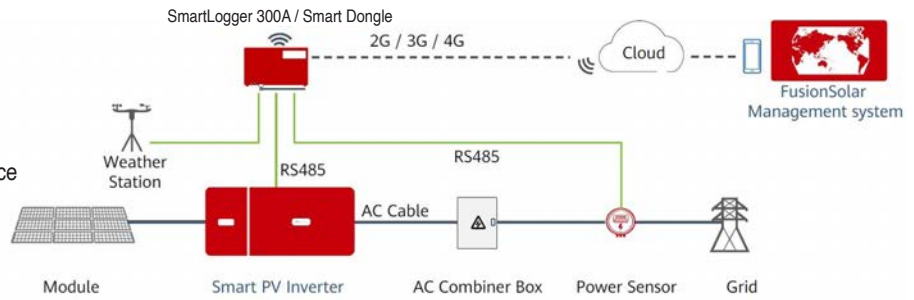 SmartLogger 300A / Smart Dongle
2G / 3G / 4G
Cloud
FusionSolar
Management system
Weather
Station
RS485
RS485
ce
AC Cable
Module
Smart PV Inverter
AC Combiner Box
Power Sensor
Grid